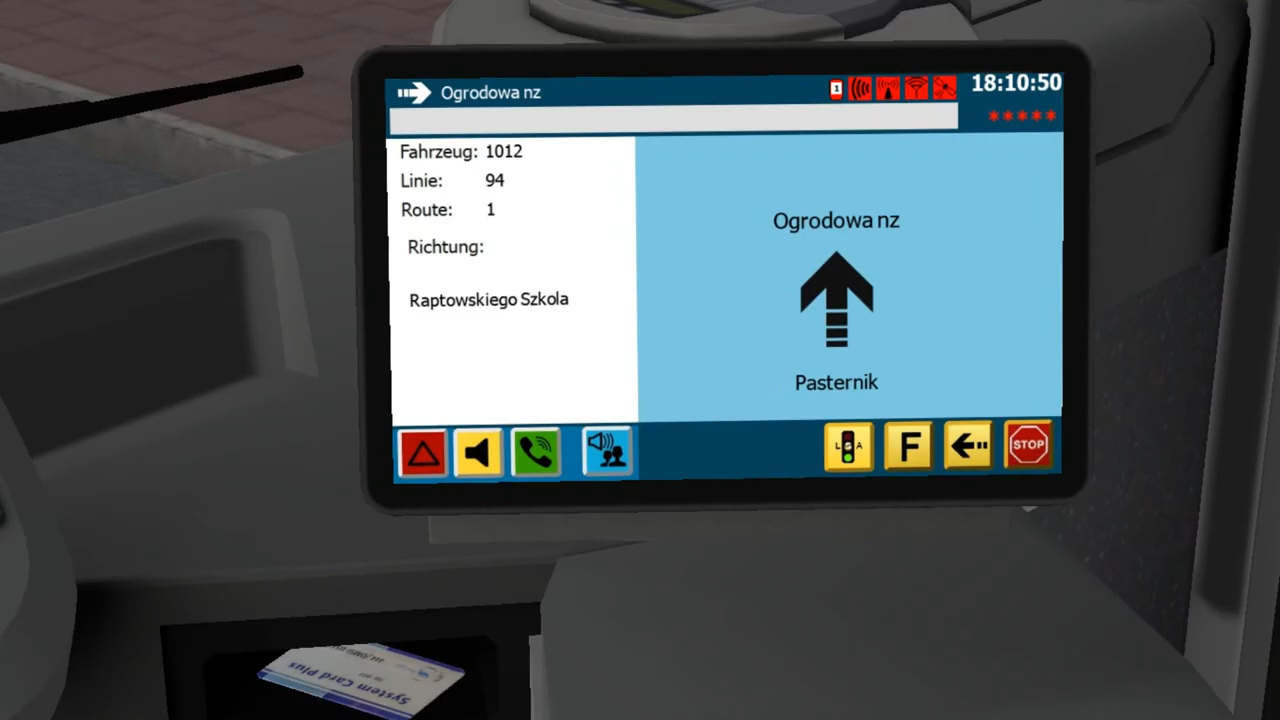 Ogrodowa nz
1
18:10:50
*****
Fahrzeug: 1012
Linie: 94
Route: 1
Richtung:
Raptowskiego Szkola
Ogrodowa nz
Pasternik
L A
F
STOP
System Card Plus